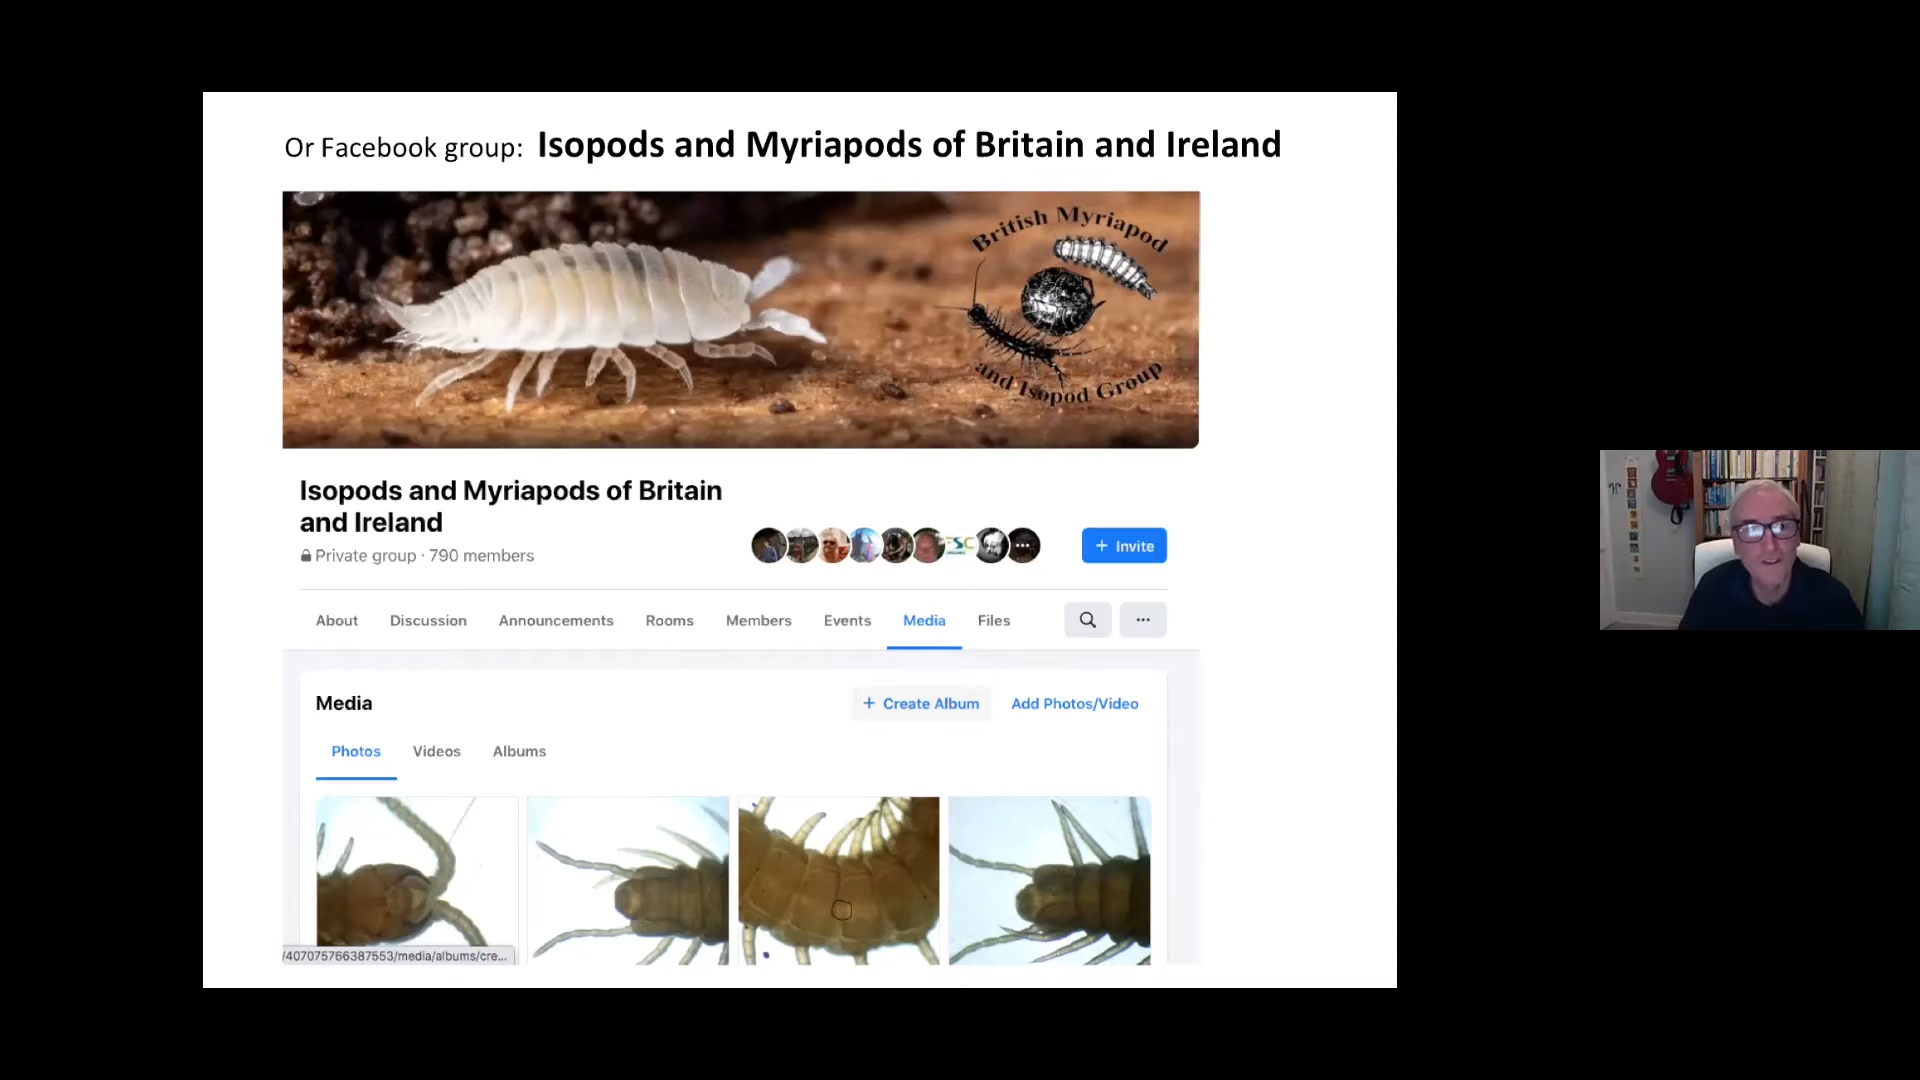 Or Facebook group: Isopods and Myriapods of Britain and Ireland
British Myriapod
and Isopod Group
Isopods and Myriapods of Britain
and Ireland
Private group · 790 members
FSC
+ Invite
About Discussion Announcements Rooms Members Events Media Files
Media
+ Create Album Add Photos/Video
Photos Videos Albums
/407075766387553/media/albums/cre...